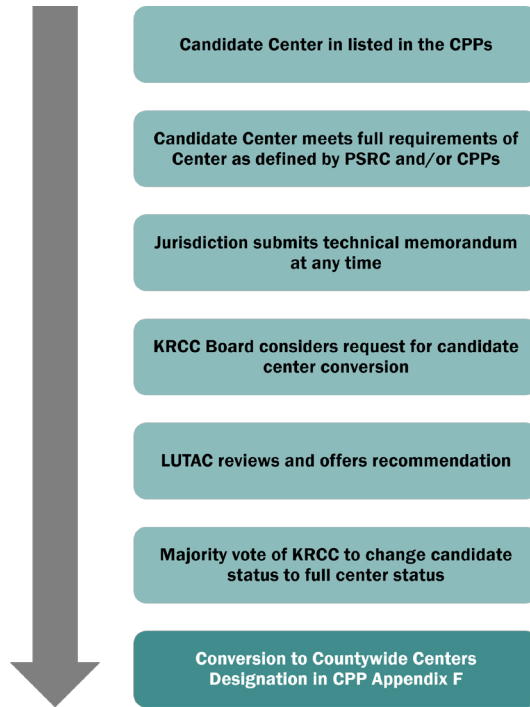 Candidate Center in listed in the CPPs
Candidate Center meets full requirements of
Center as defined by PSRC and/or CPPs
Jurisdiction submits technical memorandum
at any time
KRCC Board considers request for candidate
center conversion
LUTAC reviews and offers recommendation
Majority vote of KRCC to change candidate
status to full center status
Conversion to Countywide Centers
Designation in CPP Appendix F